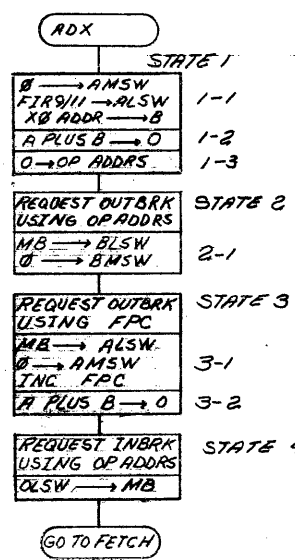 ADX
STATE 1
Ø → AMSW
FIR9/11 → ALSW 1-1
XØ ADDR → B
A PLUS B → O 1-2
O → OP ADDRS 1-3
REQUEST OUTBRK STATE 2
USING OP ADDRS
MB → BLSW
Ø → BMSW 2-1
REQUEST OUTBRK STATE 3
USING FPC
MB → ALSW
Ø → AMSW 3-1
INC FPC
A PLUS B → O 3-2
REQUEST INBRK STATE 4
USING OP ADDRS
OLSW → MB
GO TO FETCH